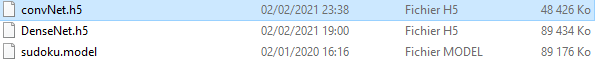 convNet.h5 02/02/2021 23:38 Fichier H5 48 426 Ko
DenseNet.h5 02/02/2021 19:00 Fichier H5 89 434 Ko
sudoku.model 02/01/2020 16:16 Fichier MODEL 89 176 Ko